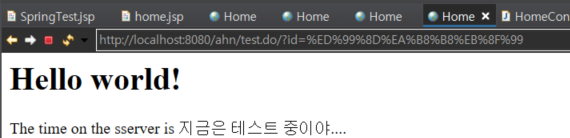 SpringTest.jsp home.jsp Home Home Home Home HomeCon
http://localhost:8080/ahn/test.do/?id=%ED%99%8D%EA%B8%B8%EB%8F%99
Hello world!
The time on the sserver is 지금은 테스트 중이야....